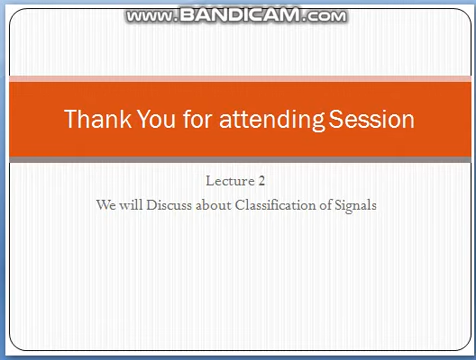 www.BANDICAM.com
Thank You for attending Session
Lecture 2
We will Discuss about Classification of Signals